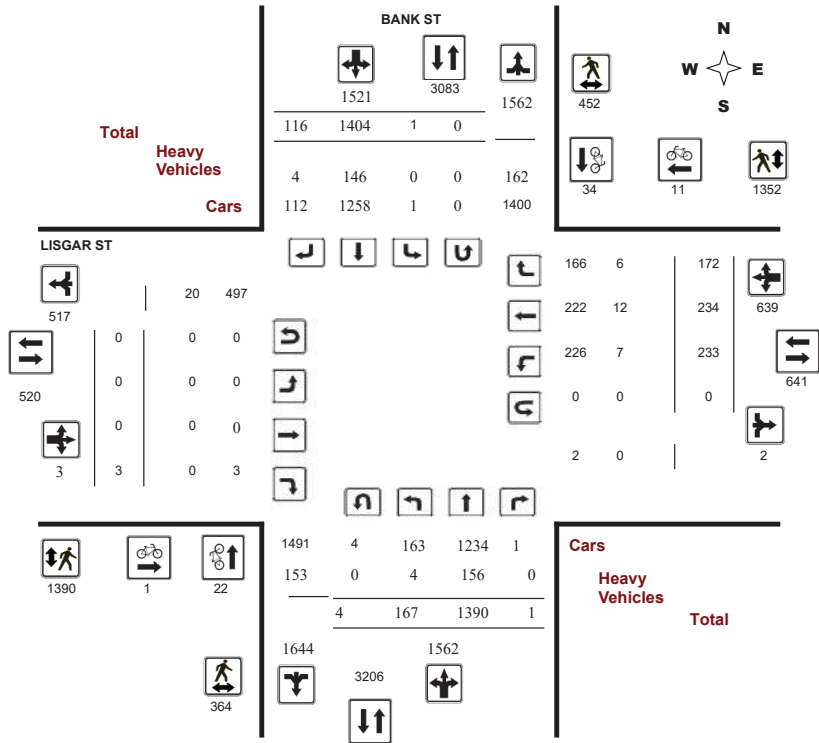 BANK ST
N
W E
S
1521
3083
1562
452
Total
116 1404 1 0
Heavy
Vehicles
4 146 0 0 162
34 11 1352
Cars
112 1258 1 0 1400
LISGAR ST
166 6 172
517
20 497
222 12 234
639
0 0 0
226 7 233
520
641
0 0 0
0 0 0
0 0 0
3
3 0 3
2 0
2
1491 4 163 1234 1
Cars
153 0 4 156 0
Heavy
Vehicles
1390 1 22
4 167 1390 1
Total
1644
1562
3206
364